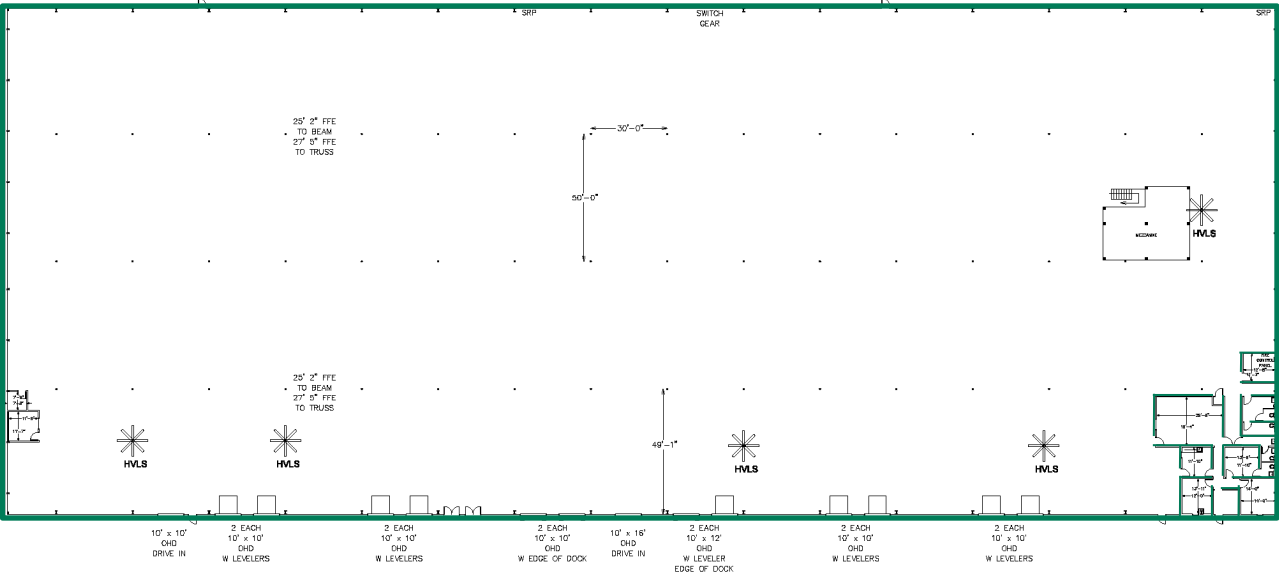 SRP
SWITCH
GEAR
SRP
25' 2" FFE
TO BEAM
27' 5" FFE
TO TRUSS
30'-0"
50'-0"
HVLS
MEZZANINE
25' 2" FFE
TO BEAM
27' 5" FFE
TO TRUSS
49'-1"
HVLS
HVLS
HVLS
HVLS
10' x 10'
OHD
DRIVE IN
2 EACH
10' x 10'
OHD
W LEVELERS
2 EACH
10' x 10'
OHD
W LEVELERS
2 EACH
10' x 10'
OHD
W EDGE OF DOCK
10' x 16'
OHD
DRIVE IN
2 EACH
10' x 12'
OHD
W LEVELER
EDGE OF DOCK
2 EACH
10' x 10'
OHD
W LEVELERS
2 EACH
10' x 10'
OHD
W LEVELERS